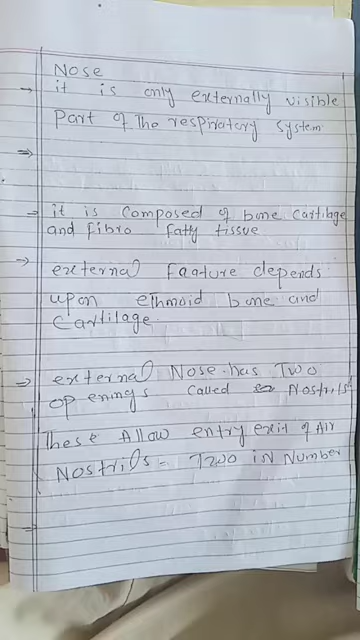 Nose
→ it is only externally visible
Part of The respiratory system.
⇒
→ it is composed of bone cartilage
and fibro fatty tissue
→
external Faature depends
upon ethmoid bone and
Cartilage.
→ external Nose has Two
openings called Nostrils
These Allow entry exit of Air
Nostrils = Two in Number
→